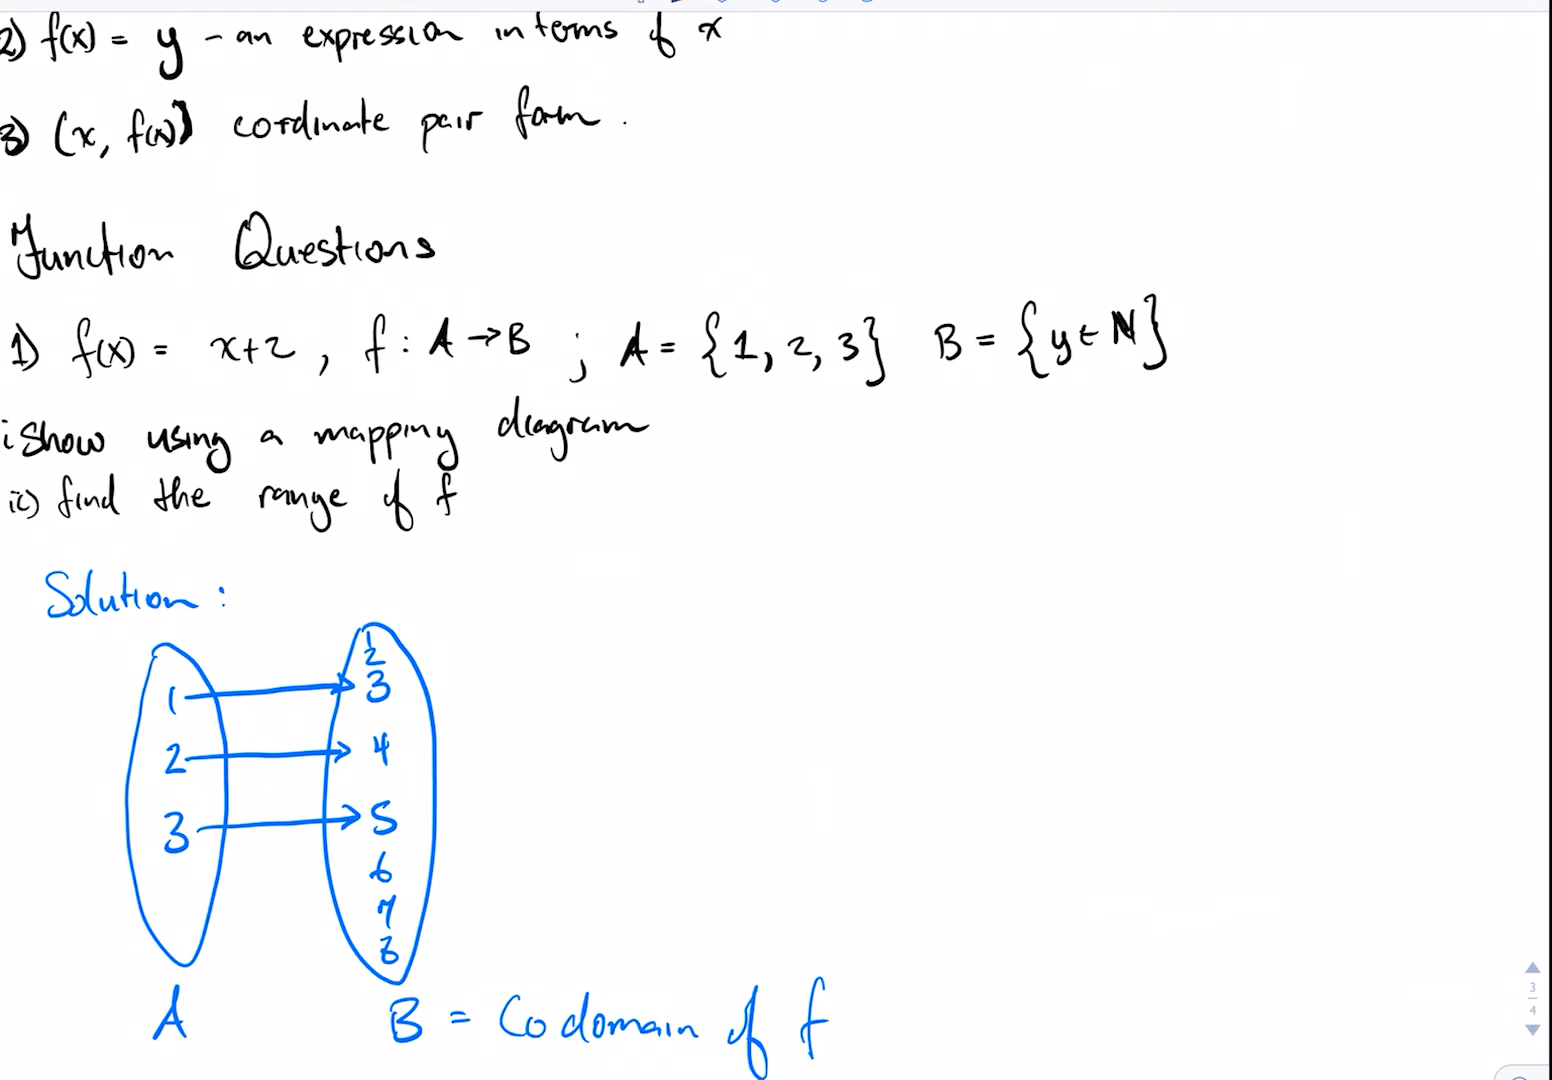 2) f(x) = y - an expression in terms of x
3) (x, f(x)) cordinate pair form.
Function Questions
1) f(x) = x+2, f: A → B ; A = {1, 2, 3} B = {y ∈ N}
i show using a mapping diagram
ii) find the range of f
Solution:
1
2
3
1
2
3
4
5
6
7
8
A
B = Codomain of f
3
4